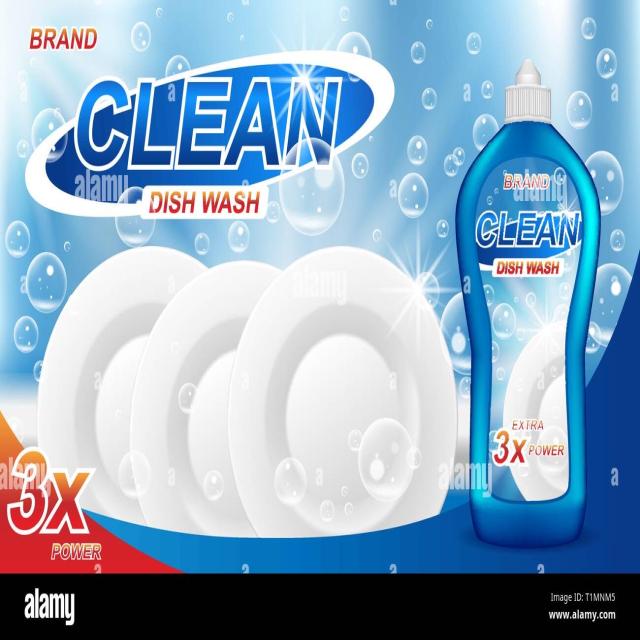 BRAND
CLEAN
DISH WASH
BRAND
CLEAN
DISH WASH
EXTRA
3X POWER
3X
POWER
alamy
Image ID: T1MNM5
www.alamy.com